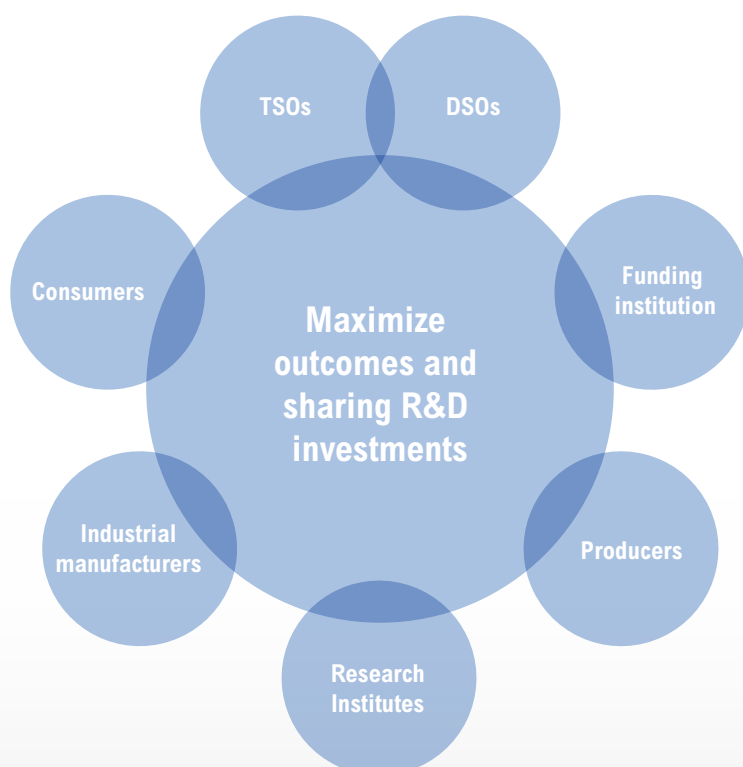 TSOs
DSOs
Consumers
Funding
institution
Maximize
outcomes and
sharing R&D
investments
Industrial
manufacturers
Producers
Research
Institutes